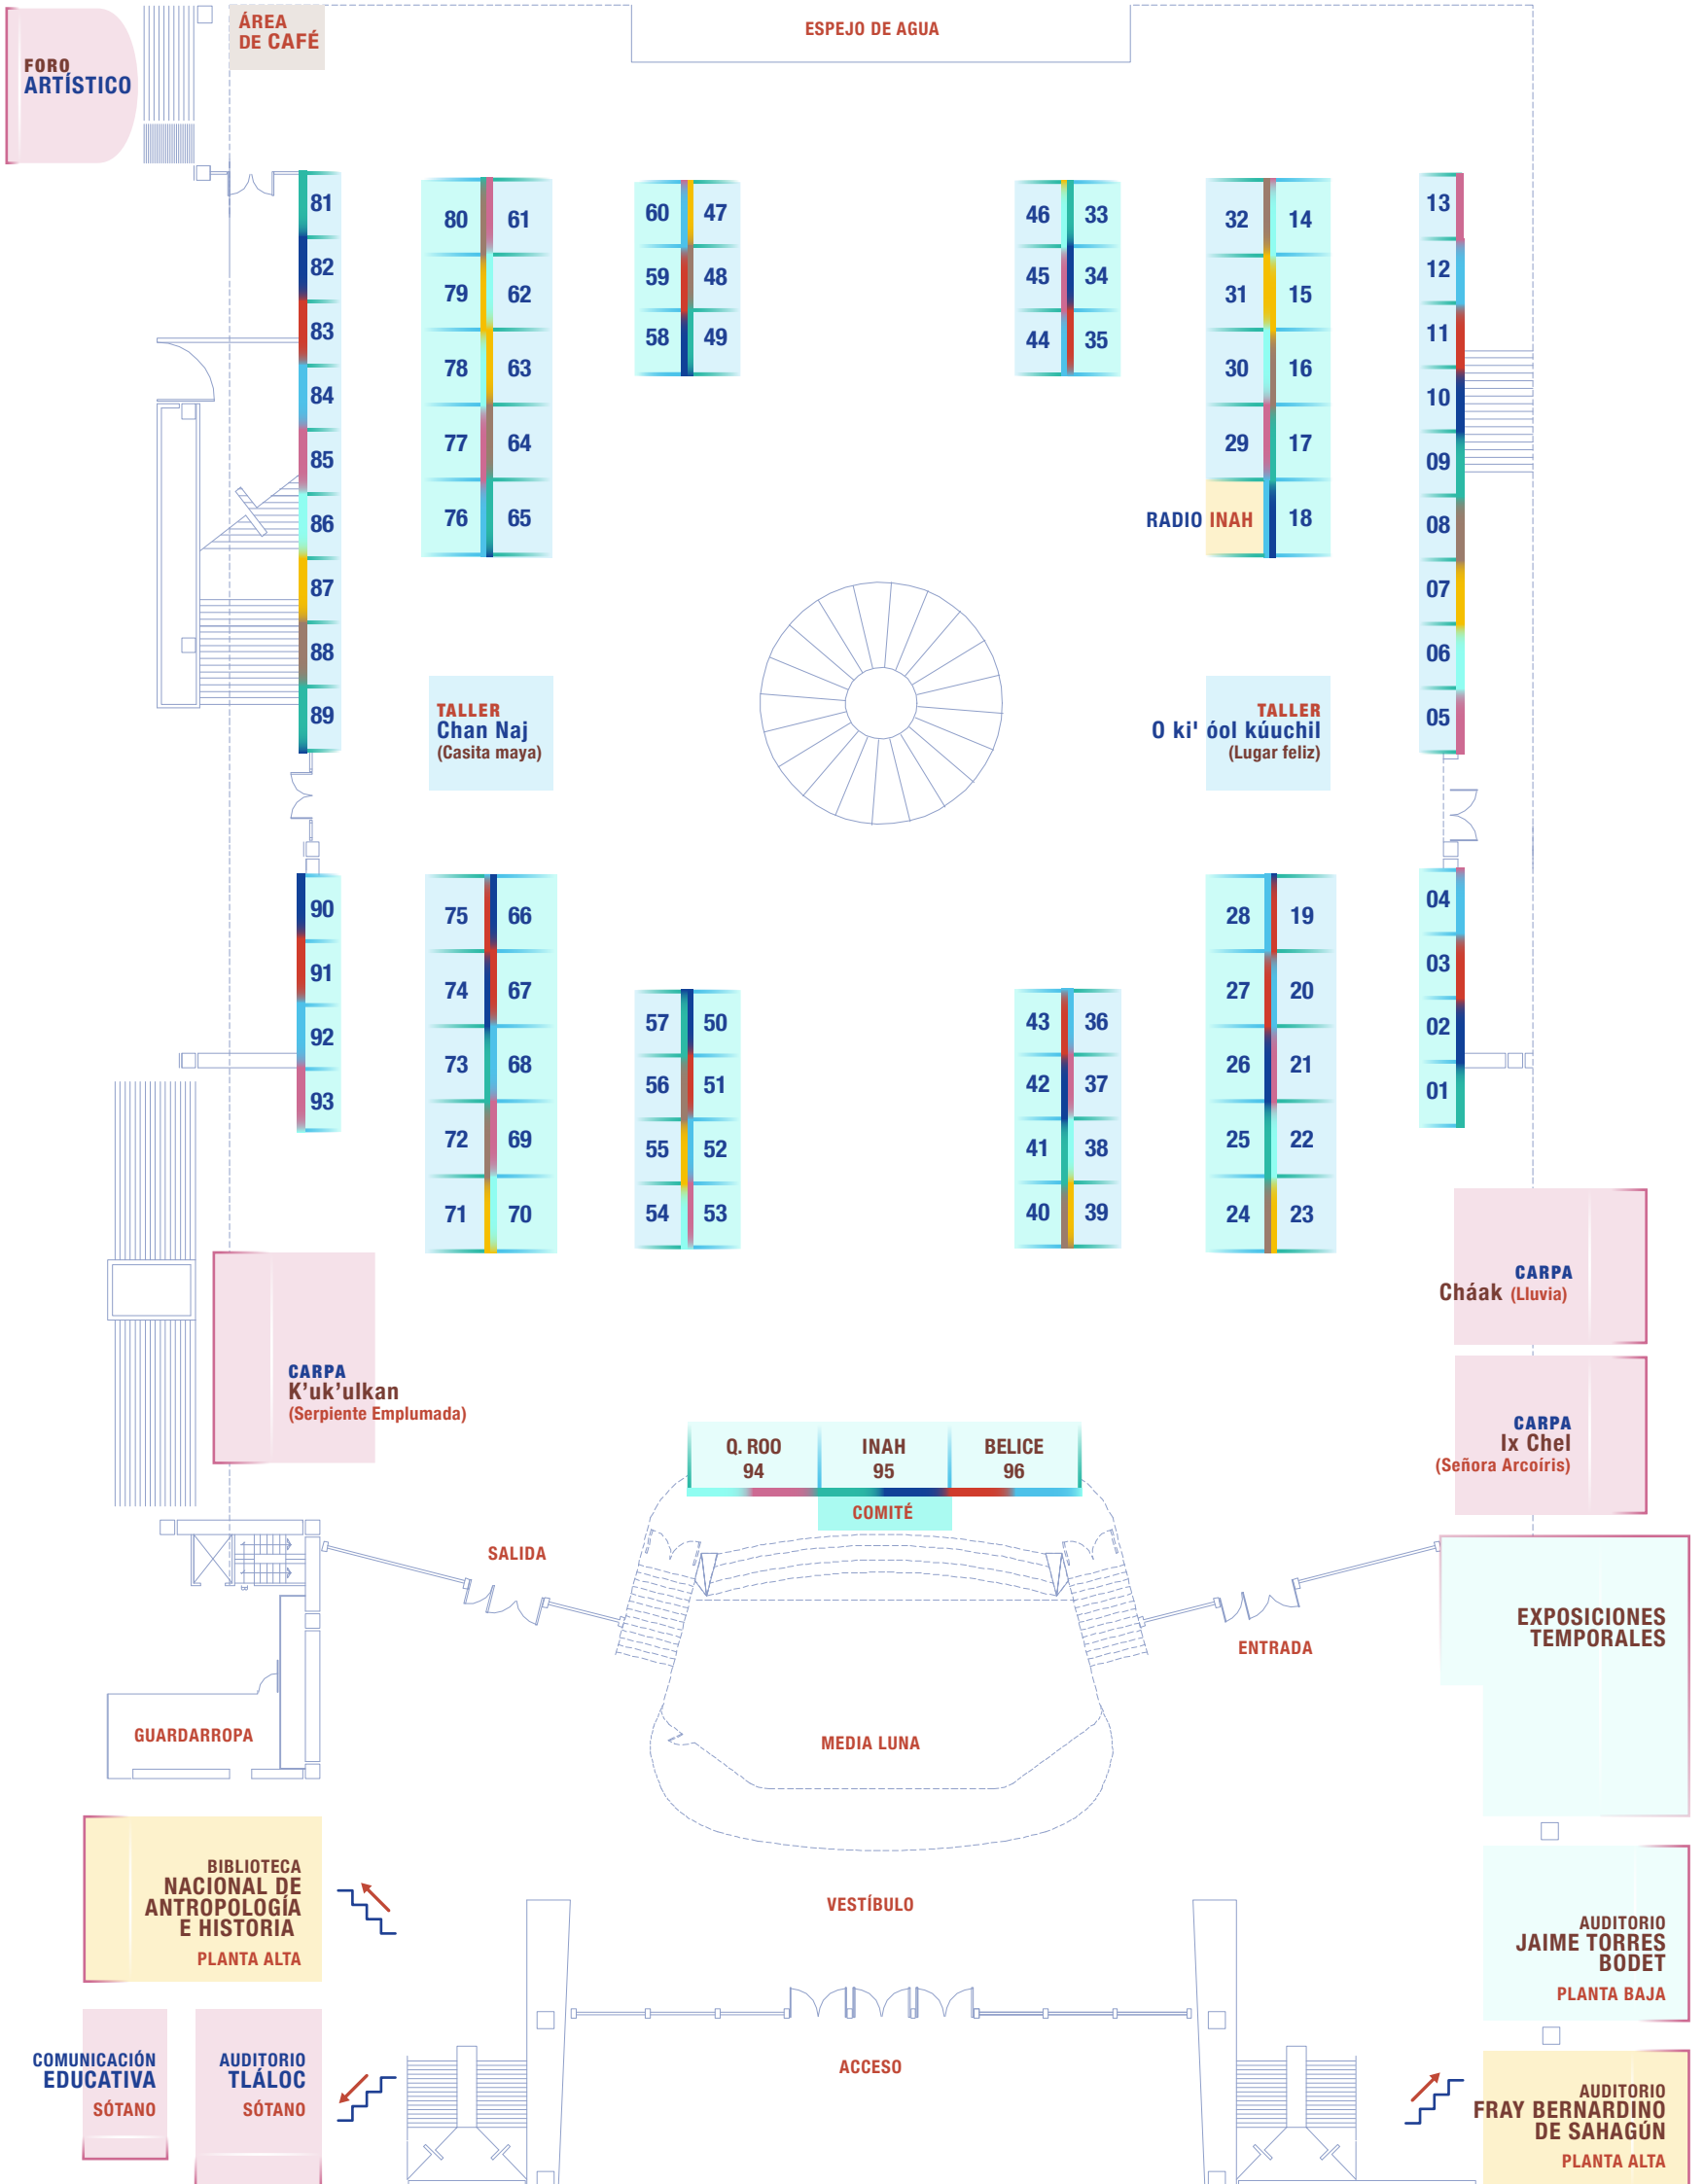 FORO
ARTÍSTICO
ÁREA
DE CAFÉ
ESPEJO DE AGUA
81
82
83
84
85
86
87
88
89
80 61
79 62
78 63
77 64
76 65
60 47
59 48
58 49
46 33
45 34
44 35
32 14
31 15
30 16
29 17
RADIO INAH 18
13
12
11
10
09
08
07
06
05
TALLER
Chan Naj
(Casita maya)
TALLER
O ki' óol kúuchil
(Lugar feliz)
90
91
92
93
75 66
74 67
73 68
72 69
71 70
57 50
56 51
55 52
54 53
43 36
42 37
41 38
40 39
28 19
27 20
26 21
25 22
24 23
04
03
02
01
CARPA
Cháak (Lluvia)
CARPA
K'uk'ulkan
(Serpiente Emplumada)
CARPA
Ix Chel
(Señora Arcoíris)
Q. ROO
94
INAH
95
BELICE
96
COMITÉ
SALIDA
ENTRADA
EXPOSICIONES
TEMPORALES
GUARDARROPA
MEDIA LUNA
BIBLIOTECA
NACIONAL DE
ANTROPOLOGÍA
E HISTORIA
PLANTA ALTA
VESTÍBULO
AUDITORIO
JAIME TORRES
BODET
PLANTA BAJA
COMUNICACIÓN
EDUCATIVA
SÓTANO
AUDITORIO
TLÁLOC
SÓTANO
ACCESO
AUDITORIO
FRAY BERNARDINO
DE SAHAGÚN
PLANTA ALTA